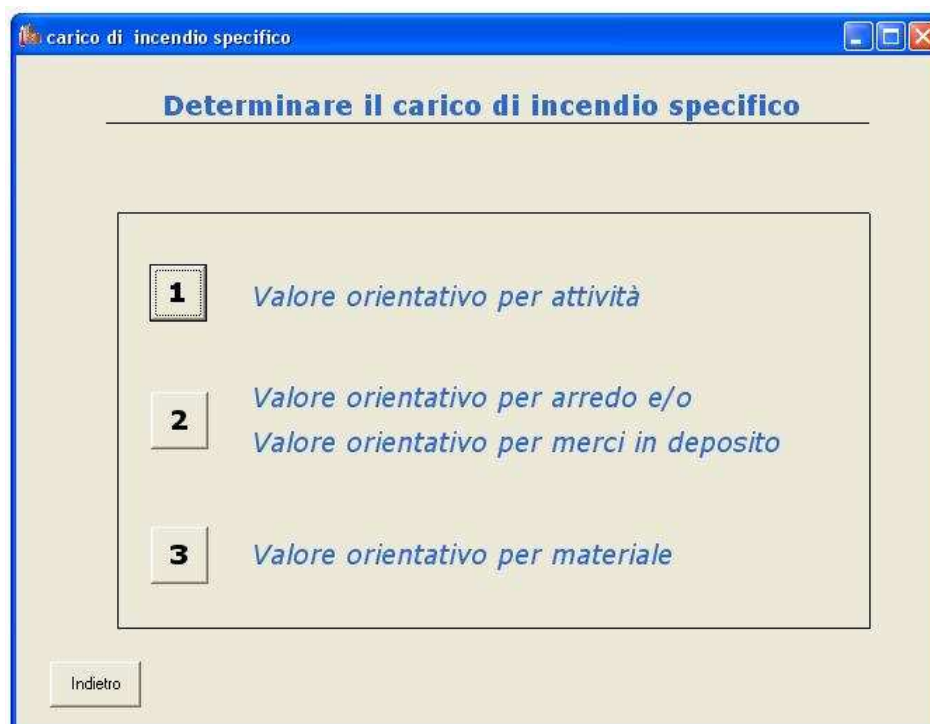 carico di incendio specifico
Determinare il carico di incendio specifico
1
Valore orientativo per attività
2
Valore orientativo per arredo e/o
Valore orientativo per merci in deposito
3
Valore orientativo per materiale
Indietro